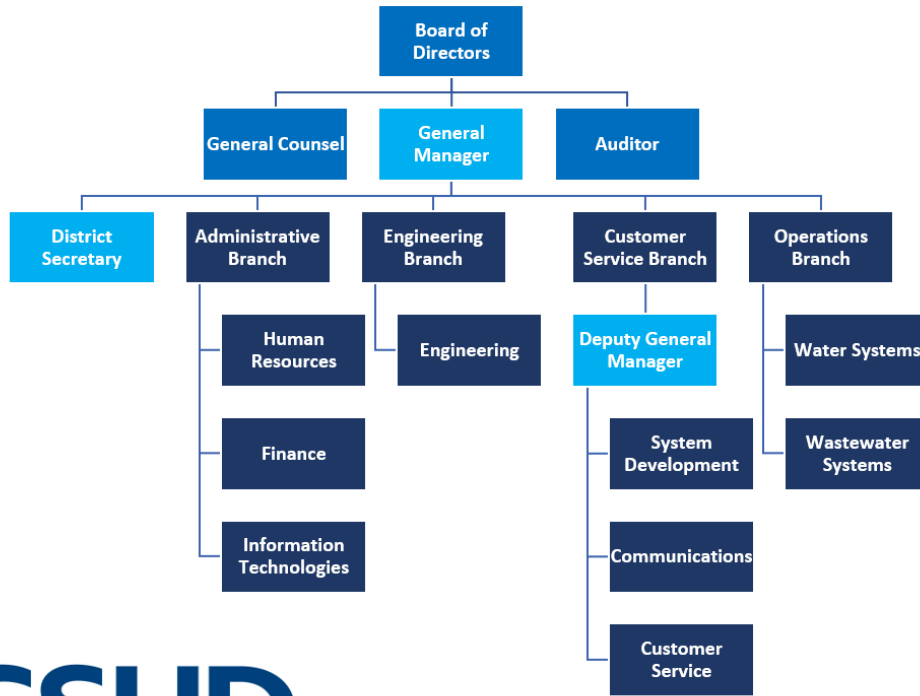 Board of
Directors
General Counsel
General
Manager
Auditor
District
Secretary
Administrative
Branch
Engineering
Branch
Customer
Service Branch
Operations
Branch
Human
Resources
Engineering
Deputy General
Manager
Water Systems
Finance
System
Development
Wastewater
Systems
Information
Technologies
Communications
Customer
Service